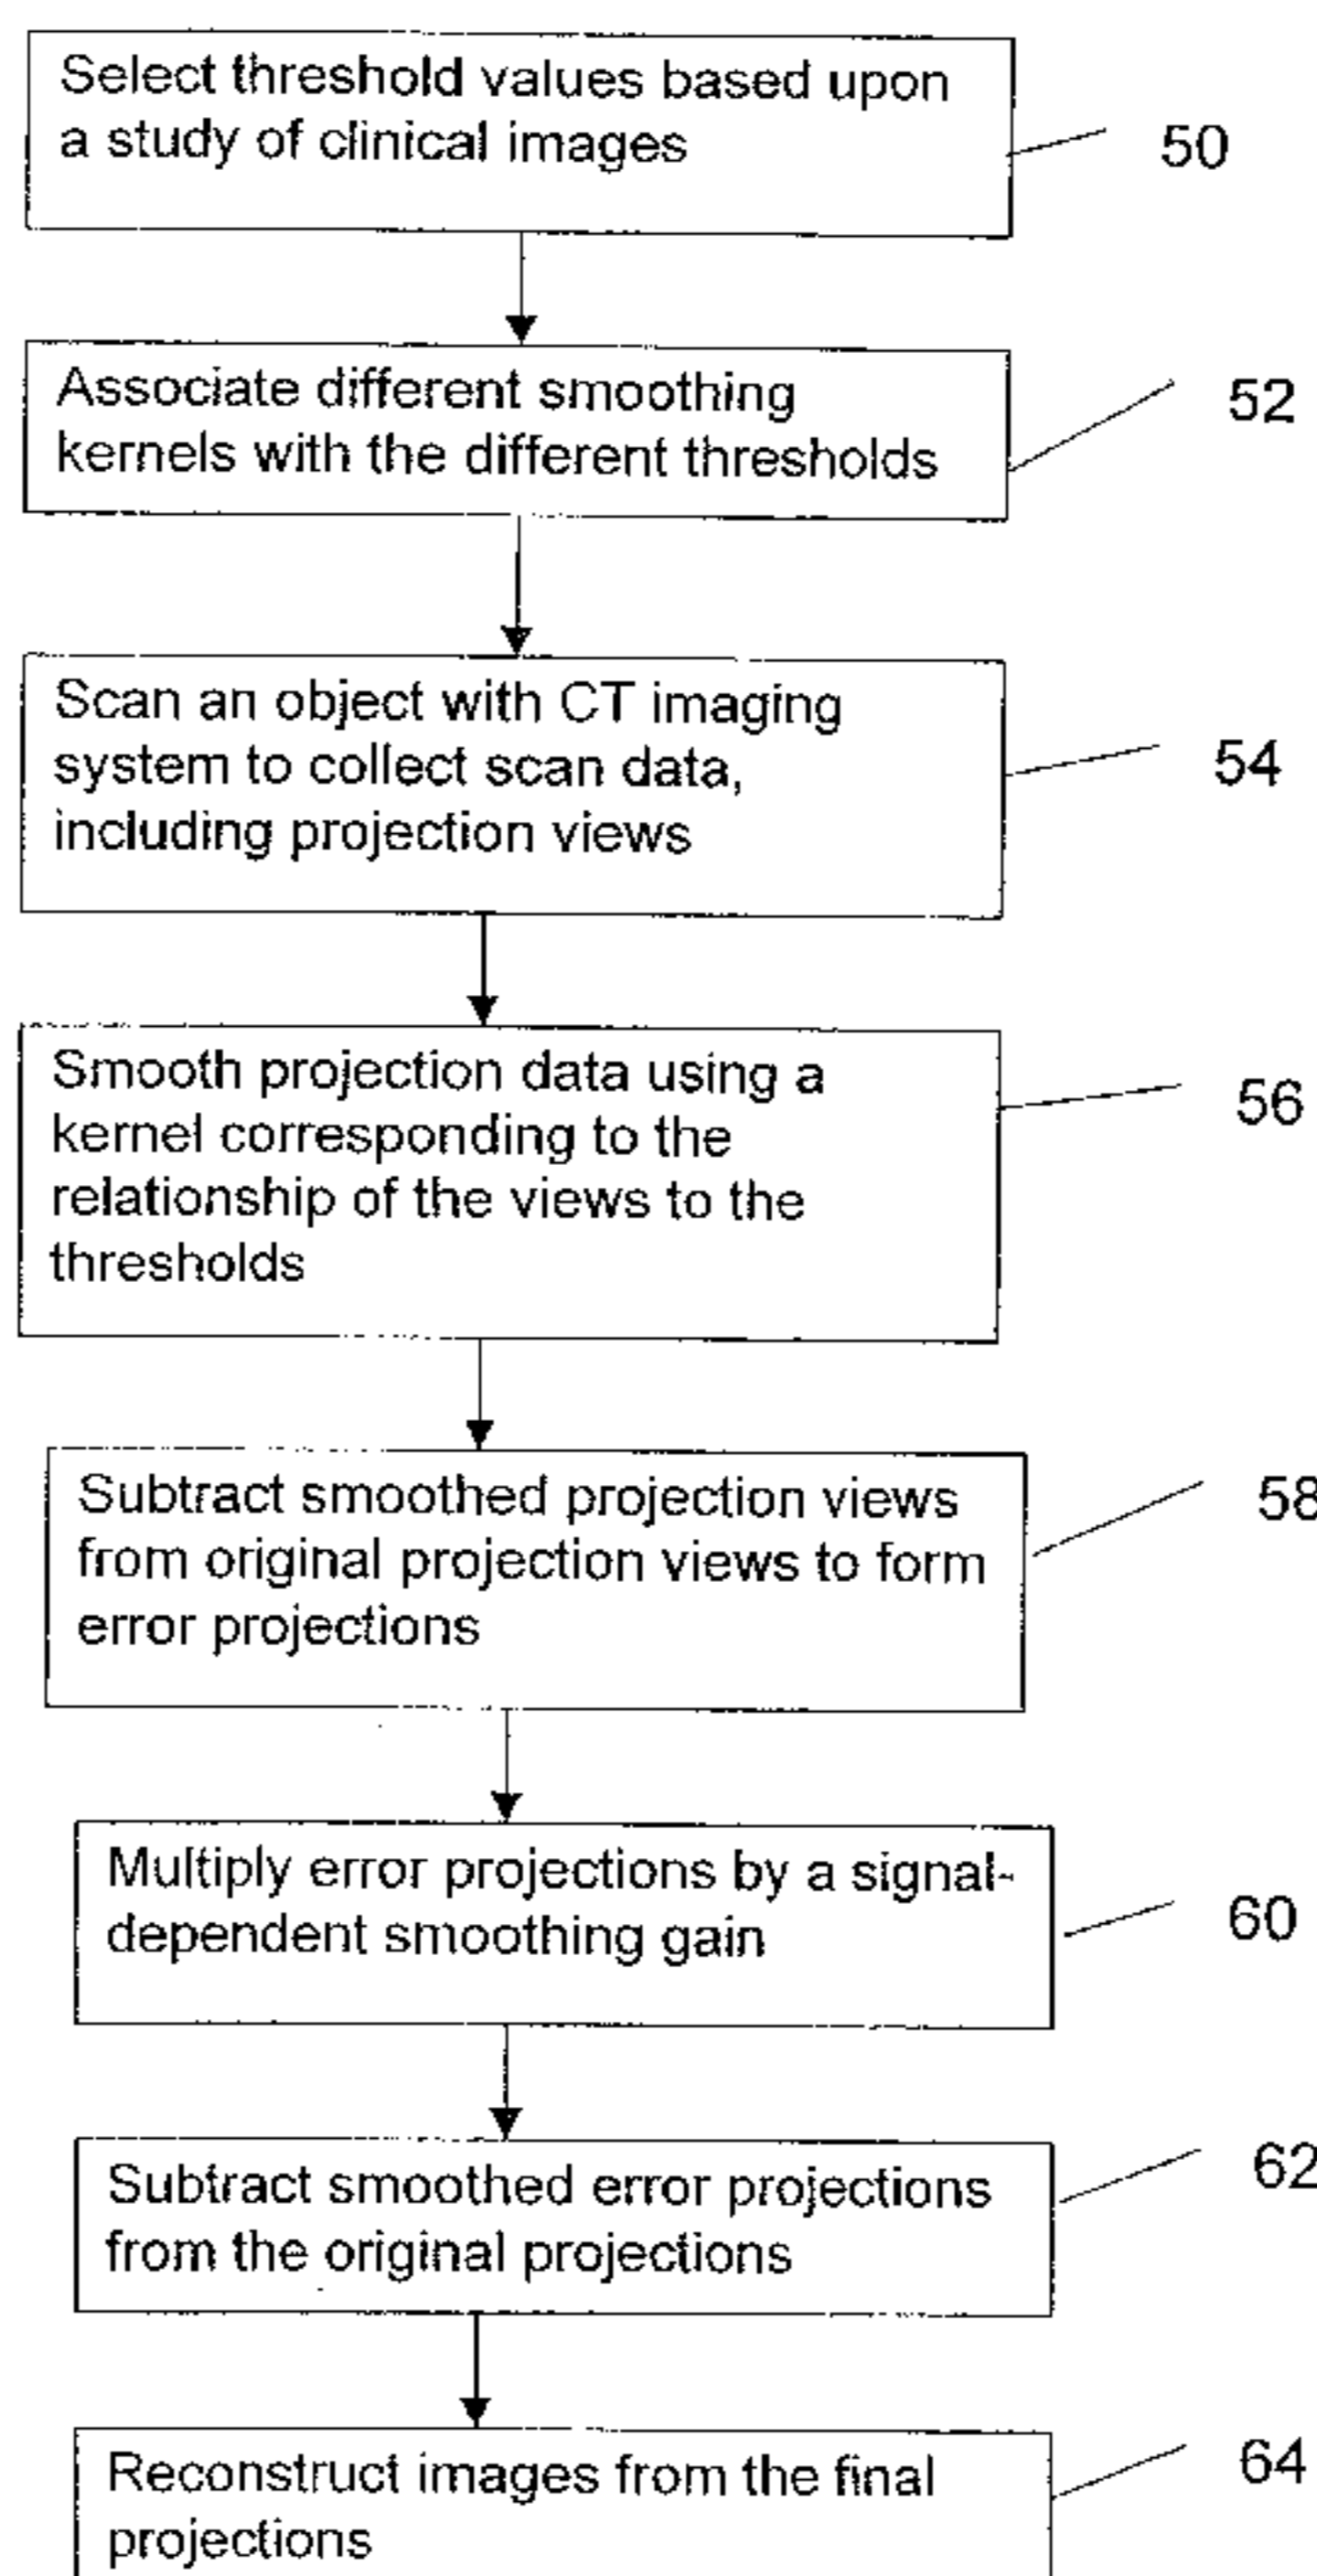 Select threshold values based upon
a study of clinical images
50
Associate different smoothing
kernels with the different thresholds
52
Scan an object with CT imaging
system to collect scan data,
including projection views
54
Smooth projection data using a
kernel corresponding to the
relationship of the views to the
thresholds
56
Subtract smoothed projection views
from original projection views to form
error projections
58
Multiply error projections by a signal-
dependent smoothing gain
60
Subtract smoothed error projections
from the original projections
62
Reconstruct images from the final
projections
64